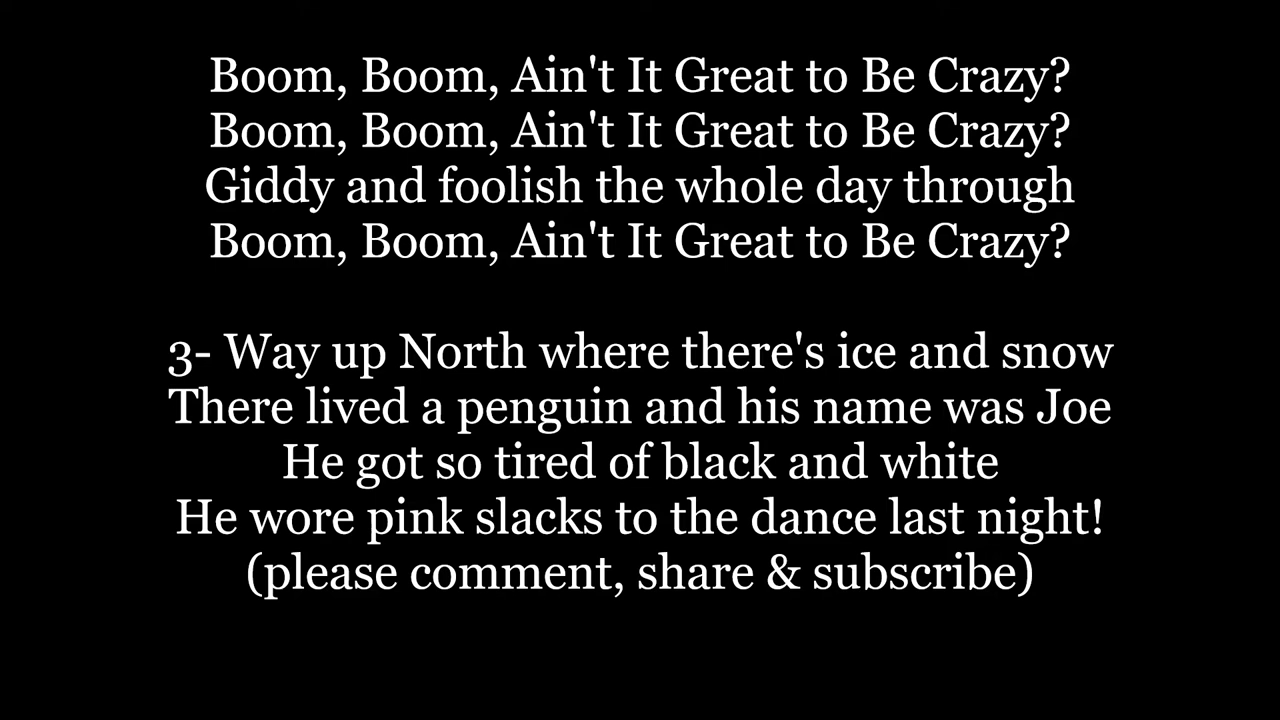 Boom, Boom, Ain't It Great to Be Crazy?
Boom, Boom, Ain't It Great to Be Crazy?
Giddy and foolish the whole day through
Boom, Boom, Ain't It Great to Be Crazy?
3- Way up North where there's ice and snow
There lived a penguin and his name was Joe
He got so tired of black and white
He wore pink slacks to the dance last night!
(please comment, share & subscribe)